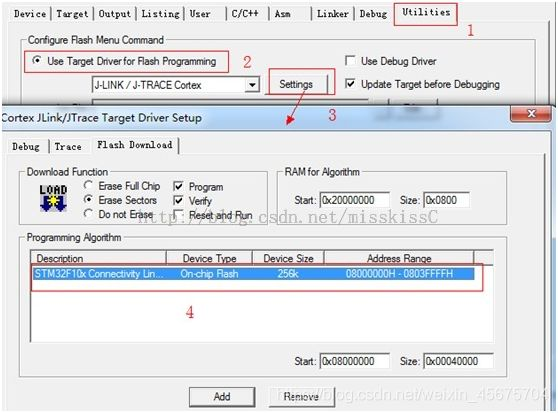 Device Target Output Listing User C/C++ Asm Linker Debug Utilities
1
Configure Flash Menu Command
Use Target Driver for Flash Programming 2 Use Debug Driver
J-LINK / J-TRACE Cortex Settings Update Target before Debugging
3
Cortex JLink/JTrace Target Driver Setup
Debug Trace Flash Download
Download Function RAM for Algorithm
LOAD Erase Full Chip Program
Erase Sectors Verify Start: 0x20000000 Size: 0x0800
Do not Erase Reset and Run
http://blog.csdn.net/misskissC
Programming Algorithm
Description Device Type Device Size Address Range
STM32F10x Connectivity Lin... On-chip Flash 256k 08000000H - 0803FFFFH
4
Start: 0x08000000 Size: 0x00040000
Add Remove
https://blog.csdn.net/weixin_45675704